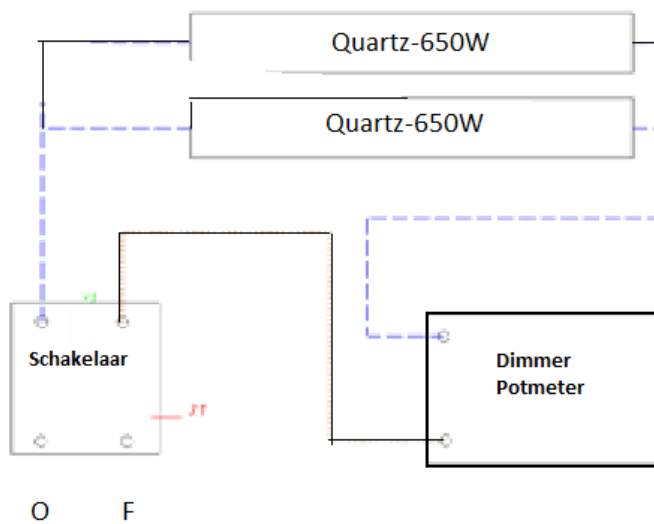 Quartz-650W
Quartz-650W
Schakelaar
Dimmer
Potmeter
O F